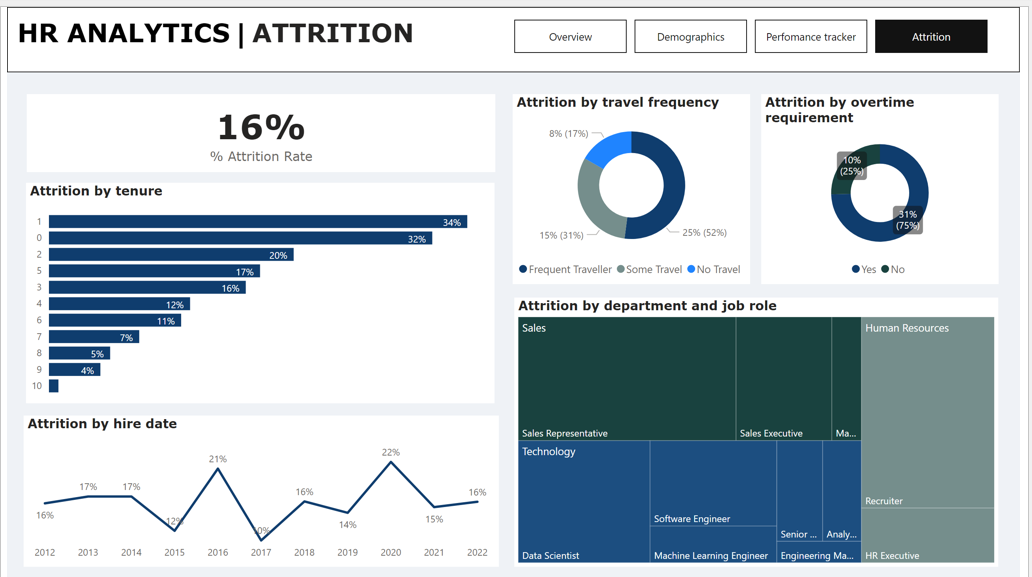 HR ANALYTICS | ATTRITION
Overview
Demographics
Perfomance tracker
Attrition
16%
% Attrition Rate
Attrition by tenure
1
34%
0
32%
2
20%
5
17%
3
16%
4
12%
6
11%
7
7%
8
5%
9
4%
10
Attrition by hire date
16%
17%
17%
12%
21%
10%
16%
14%
22%
15%
16%
2012 2013 2014 2015 2016 2017 2018 2019 2020 2021 2022
Attrition by travel frequency
8% (17%)
15% (31%)
25% (52%)
Frequent Traveller Some Travel No Travel
Attrition by overtime
requirement
10%
(25%)
31%
(75%)
Yes No
Attrition by department and job role
Sales
Sales Representative
Sales Executive
Ma...
Human Resources
Recruiter
HR Executive
Technology
Data Scientist
Software Engineer
Machine Learning Engineer
Senior ...
Analy...
Engineering Ma...